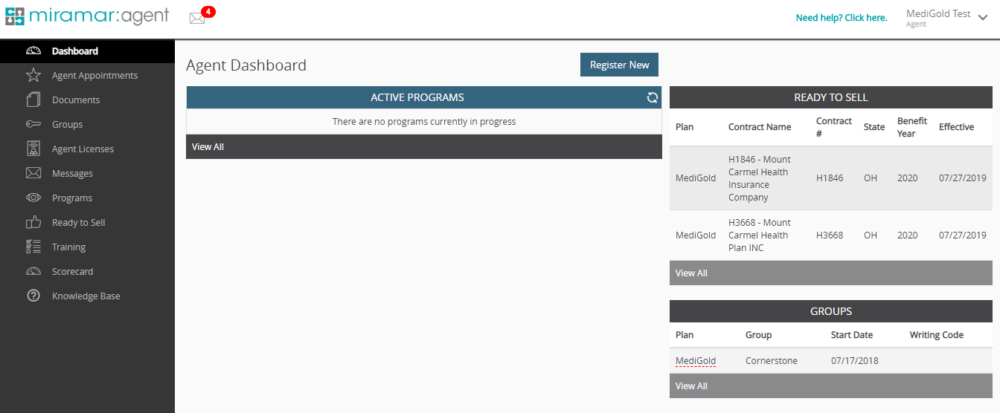 miramar:agent
4
Need help? Click here.
MediGold Test
Agent
Dashboard
Agent Appointments
Documents
Groups
Agent Licenses
Messages
Programs
Ready to Sell
Training
Scorecard
Knowledge Base
Agent Dashboard
Register New
ACTIVE PROGRAMS
There are no programs currently in progress
View All
READY TO SELL
Plan Contract Name Contract # State Benefit Year Effective
MediGold H1846 - Mount Carmel Health Insurance Company H1846 OH 2020 07/27/2019
MediGold H3668 - Mount Carmel Health Plan INC H3668 OH 2020 07/27/2019
View All
GROUPS
Plan Group Start Date Writing Code
MediGold Cornerstone 07/17/2018
View All